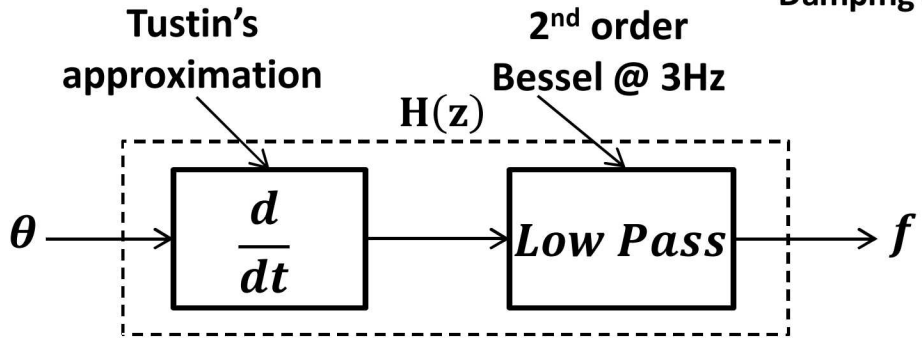 Damping
Tustin's
approximation
2nd order
Bessel @ 3Hz
H(z)
θ
d
dt
Low Pass
f